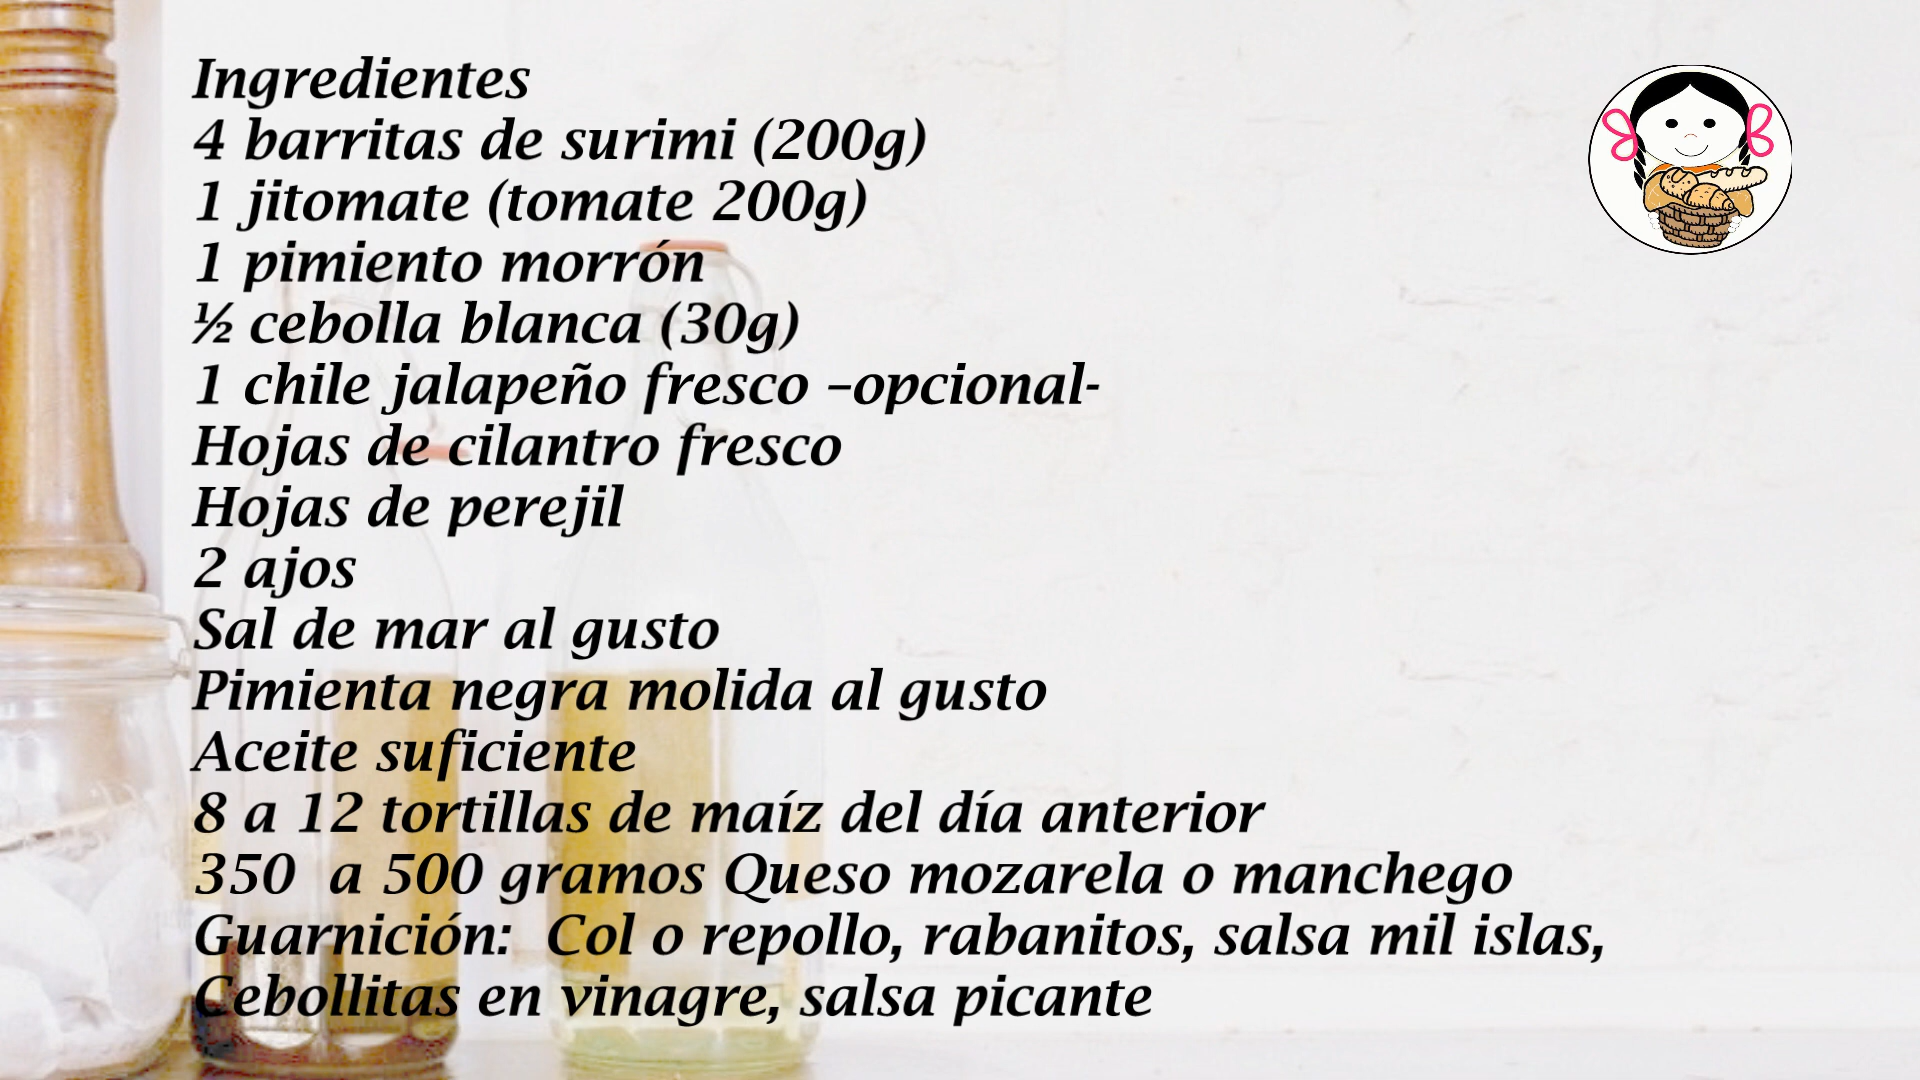 Ingredientes
4 barritas de surimi (200g)
1 jitomate (tomate 200g)
1 pimiento morrón
½ cebolla blanca (30g)
1 chile jalapeño fresco –opcional-
Hojas de cilantro fresco
Hojas de perejil
2 ajos
Sal de mar al gusto
Pimienta negra molida al gusto
Aceite suficiente
8 a 12 tortillas de maíz del día anterior
350  a 500 gramos Queso mozarela o manchego
Guarnición:  Col o repollo, rabanitos, salsa mil islas,
Cebollitas en vinagre, salsa picante